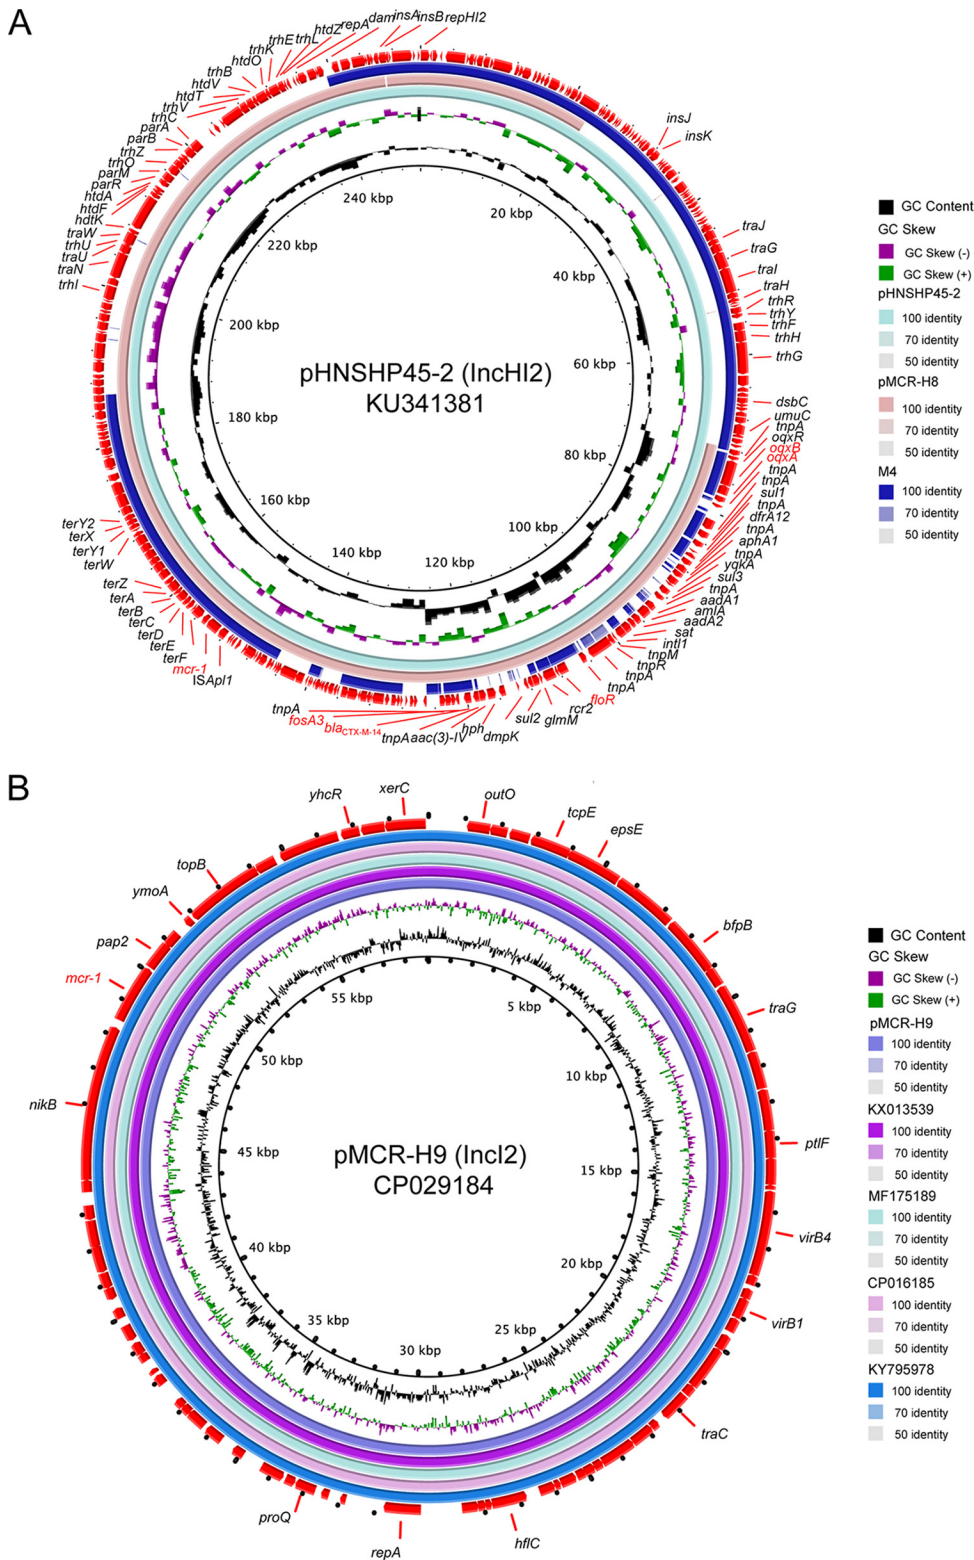 A
repHI2
insB
insA
dam
repA
htdZ
trhL
trhE
trhK
htdO
trhB
htdV
htdT
trhV
trhC
parA
parB
trhZ
trhO
parM
parR
htdA
htdF
hdtK
traW
trhU
traU
traN
trhI
insJ
insK
traJ
traG
traI
traH
trhR
trhY
trhF
trhH
trhG
dsbC
umuC
tnpA
oqxR
oqxB
oqxA
tnpA
tnpA
sul1
tnpA
dfrA12
tnpA
aphA1
tnpA
yqkA
sul3
tnpA
aadA1
amlA
aadA2
sat
intI1
tnpM
tnpR
tnpA
tnpA
floR
rcr2
glmM
sul2
dmpK
hph
aac(3)-IV
tnpA
blaCTX-M-14
fosA3
tnpA
ISApl1
mcr-1
terF
terE
terD
terC
terB
terA
terZ
terW
terY1
terX
terY2
20 kbp
40 kbp
60 kbp
80 kbp
100 kbp
120 kbp
140 kbp
160 kbp
180 kbp
200 kbp
220 kbp
240 kbp
pHNSHP45-2 (IncHI2)
KU341381
GC Content
GC Skew
GC Skew (-)
GC Skew (+)
pHNSHP45-2
100 identity
70 identity
50 identity
pMCR-H8
100 identity
70 identity
50 identity
M4
100 identity
70 identity
50 identity
B
xerC
yhcR
topB
ymoA
pap2
mcr-1
nikB
proQ
repA
hflC
traC
virB1
virB4
ptlF
traG
bfpB
epsE
tcpE
outO
5 kbp
10 kbp
15 kbp
20 kbp
25 kbp
30 kbp
35 kbp
40 kbp
45 kbp
50 kbp
55 kbp
pMCR-H9 (IncI2)
CP029184
GC Content
GC Skew
GC Skew (-)
GC Skew (+)
pMCR-H9
100 identity
70 identity
50 identity
KX013539
100 identity
70 identity
50 identity
MF175189
100 identity
70 identity
50 identity
CP016185
100 identity
70 identity
50 identity
KY795978
100 identity
70 identity
50 identity